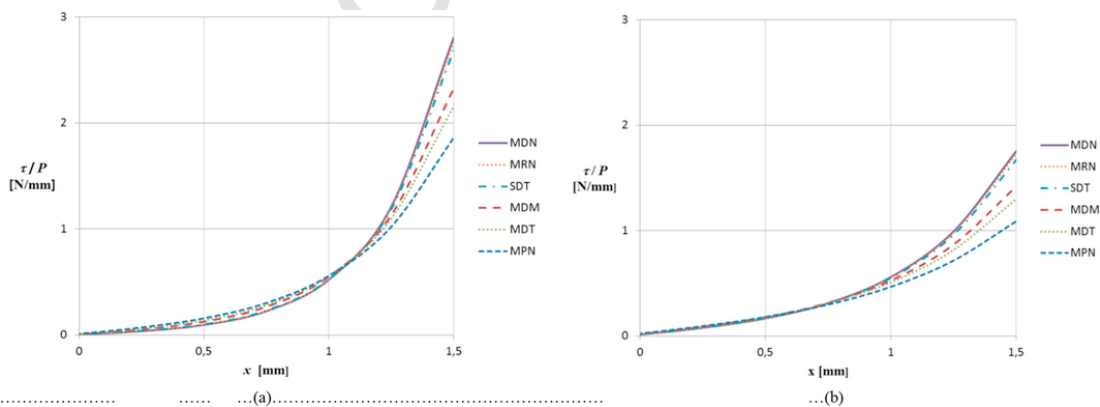 3
2
1
0
τ / P
[N/mm]
0
0,5
1
1,5
x [mm]
MDN
MRN
SDT
MDM
MDT
MPN
3
2
1
0
τ / P
[N/mm]
0
0,5
1
1,5
x [mm]
MDN
MRN
SDT
MDM
MDT
MPN
.................... ...... ...(a)......................................................... ...(b)